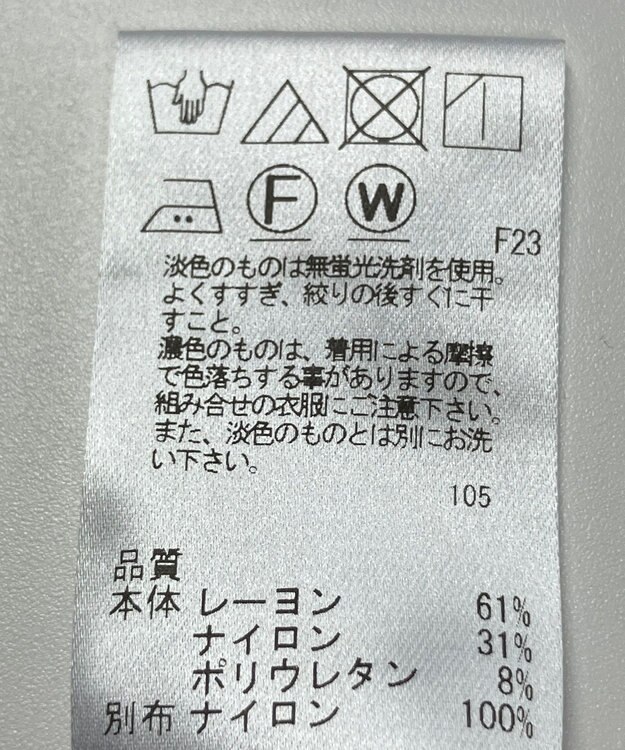 F W
F23
淡色のものは無蛍光洗剤を使用。
よくすすぎ、絞りの後すぐに干
すこと。
濃色のものは、着用による摩擦
で色落ちする事がありますので、
組み合せの衣服にご注意下さい。
また、淡色のものとは別にお洗
い下さい。
105
品質
本体 レーヨン 61%
ナイロン 31%
ポリウレタン 8%
別布 ナイロン 100%